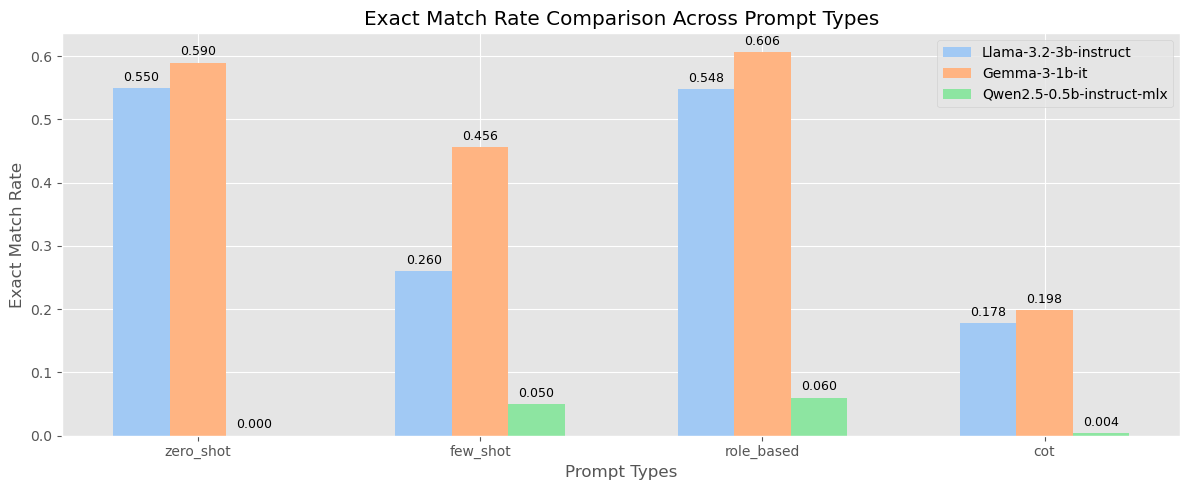 Exact Match Rate Comparison Across Prompt Types
Llama-3.2-3b-instruct
Gemma-3-1b-it
Qwen2.5-0.5b-instruct-mlx
Exact Match Rate
0.6
0.5
0.4
0.3
0.2
0.1
0.0
0.550
0.590
0.000
0.260
0.456
0.050
0.548
0.606
0.060
0.178
0.198
0.004
zero_shot
few_shot
role_based
cot
Prompt Types